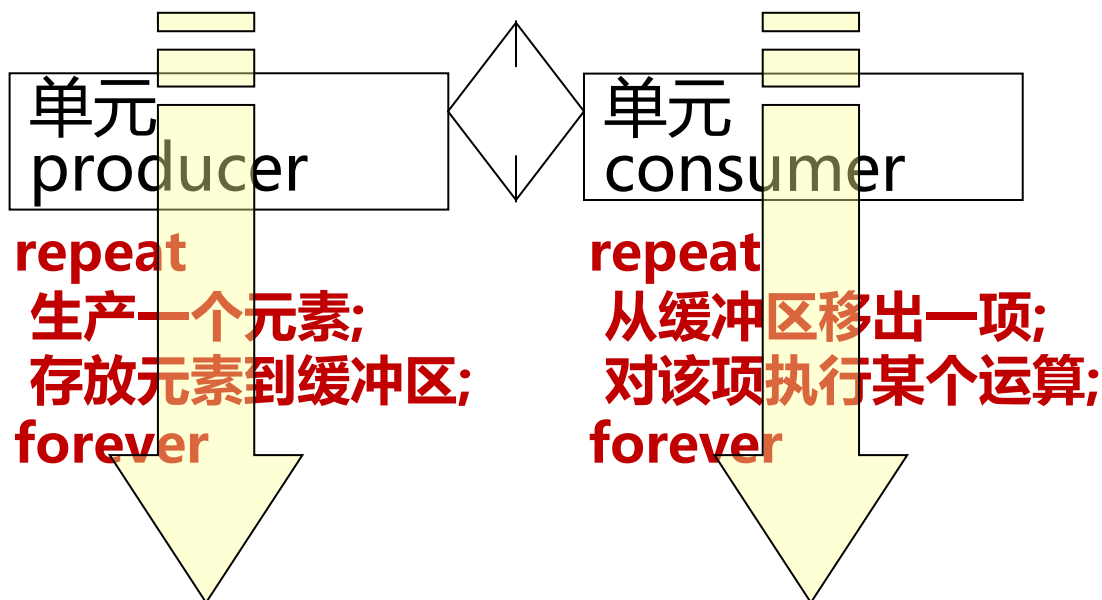 单元
producer
repeat
生产一个元素;
存放元素到缓冲区;
forever
单元
consumer
repeat
从缓冲区移出一项;
对该项执行某个运算;
forever